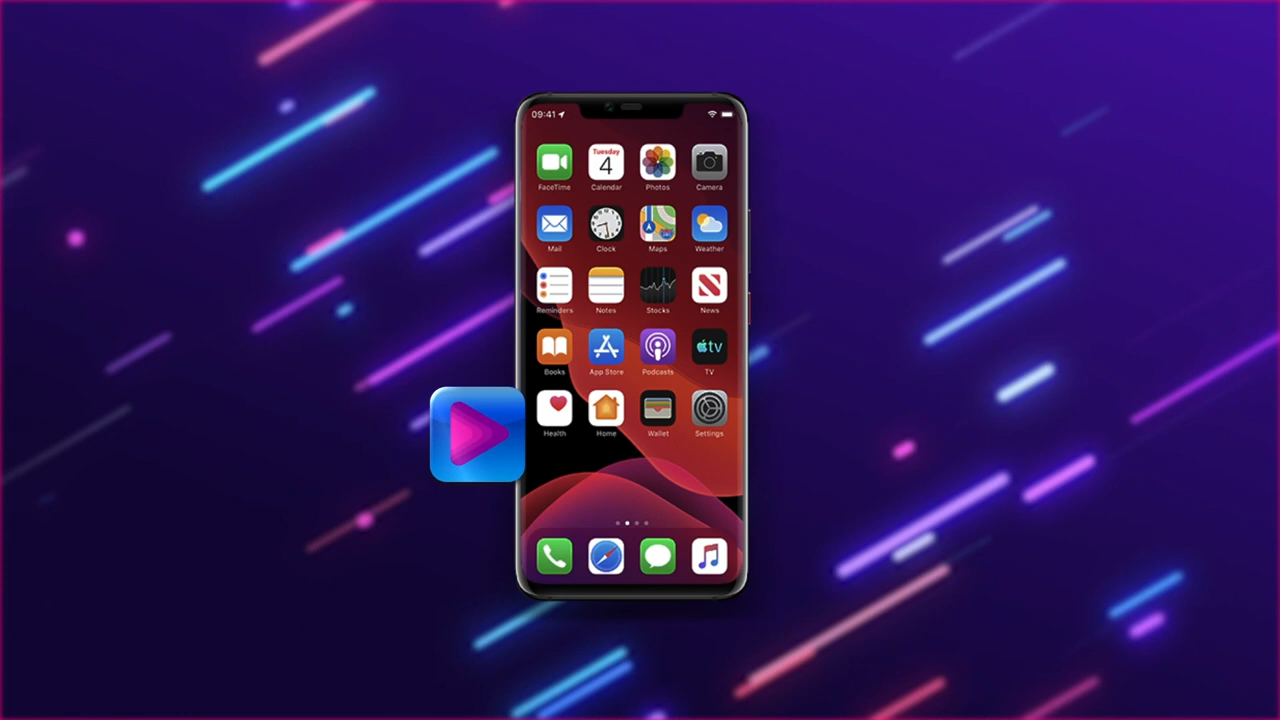 09:41
Tuesday
4
FaceTime Calendar Photos Camera
Mail Clock Maps Weather
Reminders Notes Stocks News
tv
Books App Store Podcasts TV
Health Home Wallet Settings